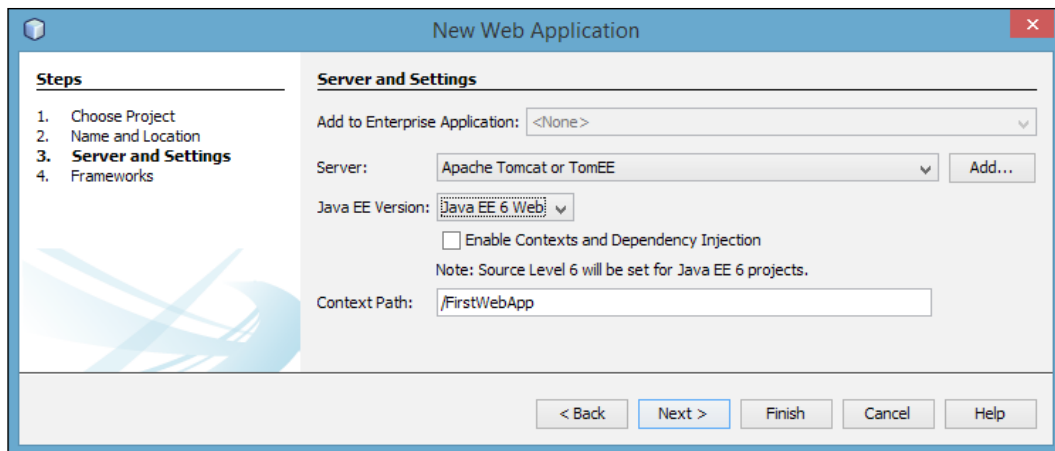 New Web Application
Steps
1. Choose Project
2. Name and Location
3. Server and Settings
4. Frameworks
Server and Settings
Add to Enterprise Application: <None>
Server: Apache Tomcat or TomEE Add...
Java EE Version: Java EE 6 Web
Enable Contexts and Dependency Injection
Note: Source Level 6 will be set for Java EE 6 projects.
Context Path: /FirstWebApp
< Back Next > Finish Cancel Help